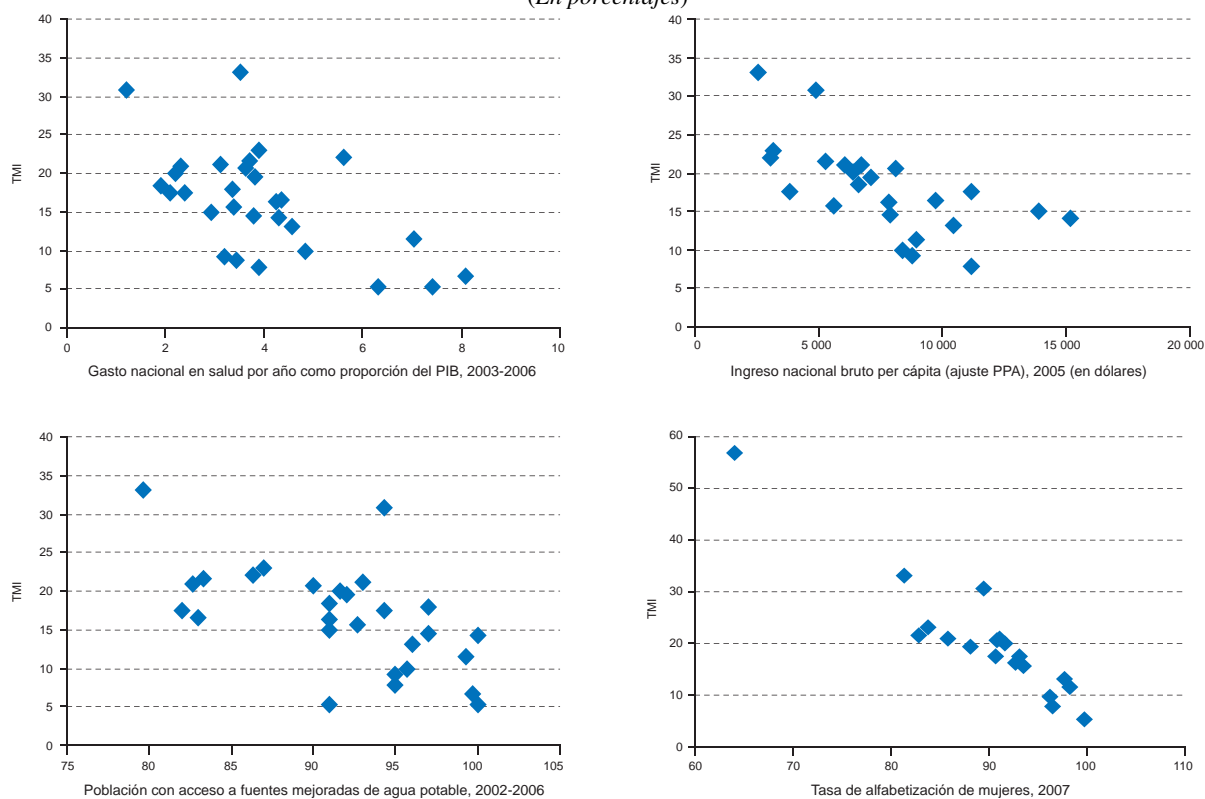 (En porcentajes)
40
35
30
25
20
15
10
5
0
TMI
0 2 4 6 8 10
Gasto nacional en salud por año como proporción del PIB, 2003-2006
40
35
30
25
20
15
10
5
0
TMI
0 5 000 10 000 15 000 20 000
Ingreso nacional bruto per cápita (ajuste PPA), 2005 (en dólares)
40
35
30
25
20
15
10
5
0
TMI
75 80 85 90 95 100 105
Población con acceso a fuentes mejoradas de agua potable, 2002-2006
60
50
40
30
20
10
0
TMI
60 70 80 90 100 110
Tasa de alfabetización de mujeres, 2007